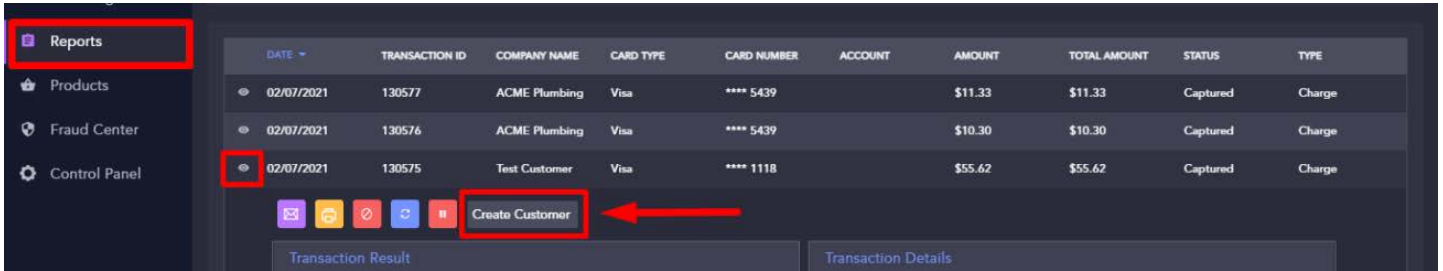 Reports
Products
Fraud Center
Control Panel
DATE TRANSACTION ID COMPANY NAME CARD TYPE CARD NUMBER ACCOUNT AMOUNT TOTAL AMOUNT STATUS TYPE
02/07/2021 130577 ACME Plumbing Visa **** 5439 $11.33 $11.33 Captured Charge
02/07/2021 130576 ACME Plumbing Visa **** 5439 $10.30 $10.30 Captured Charge
02/07/2021 130575 Test Customer Visa **** 1118 $55.62 $55.62 Captured Charge
Create Customer
Transaction Result Transaction Details